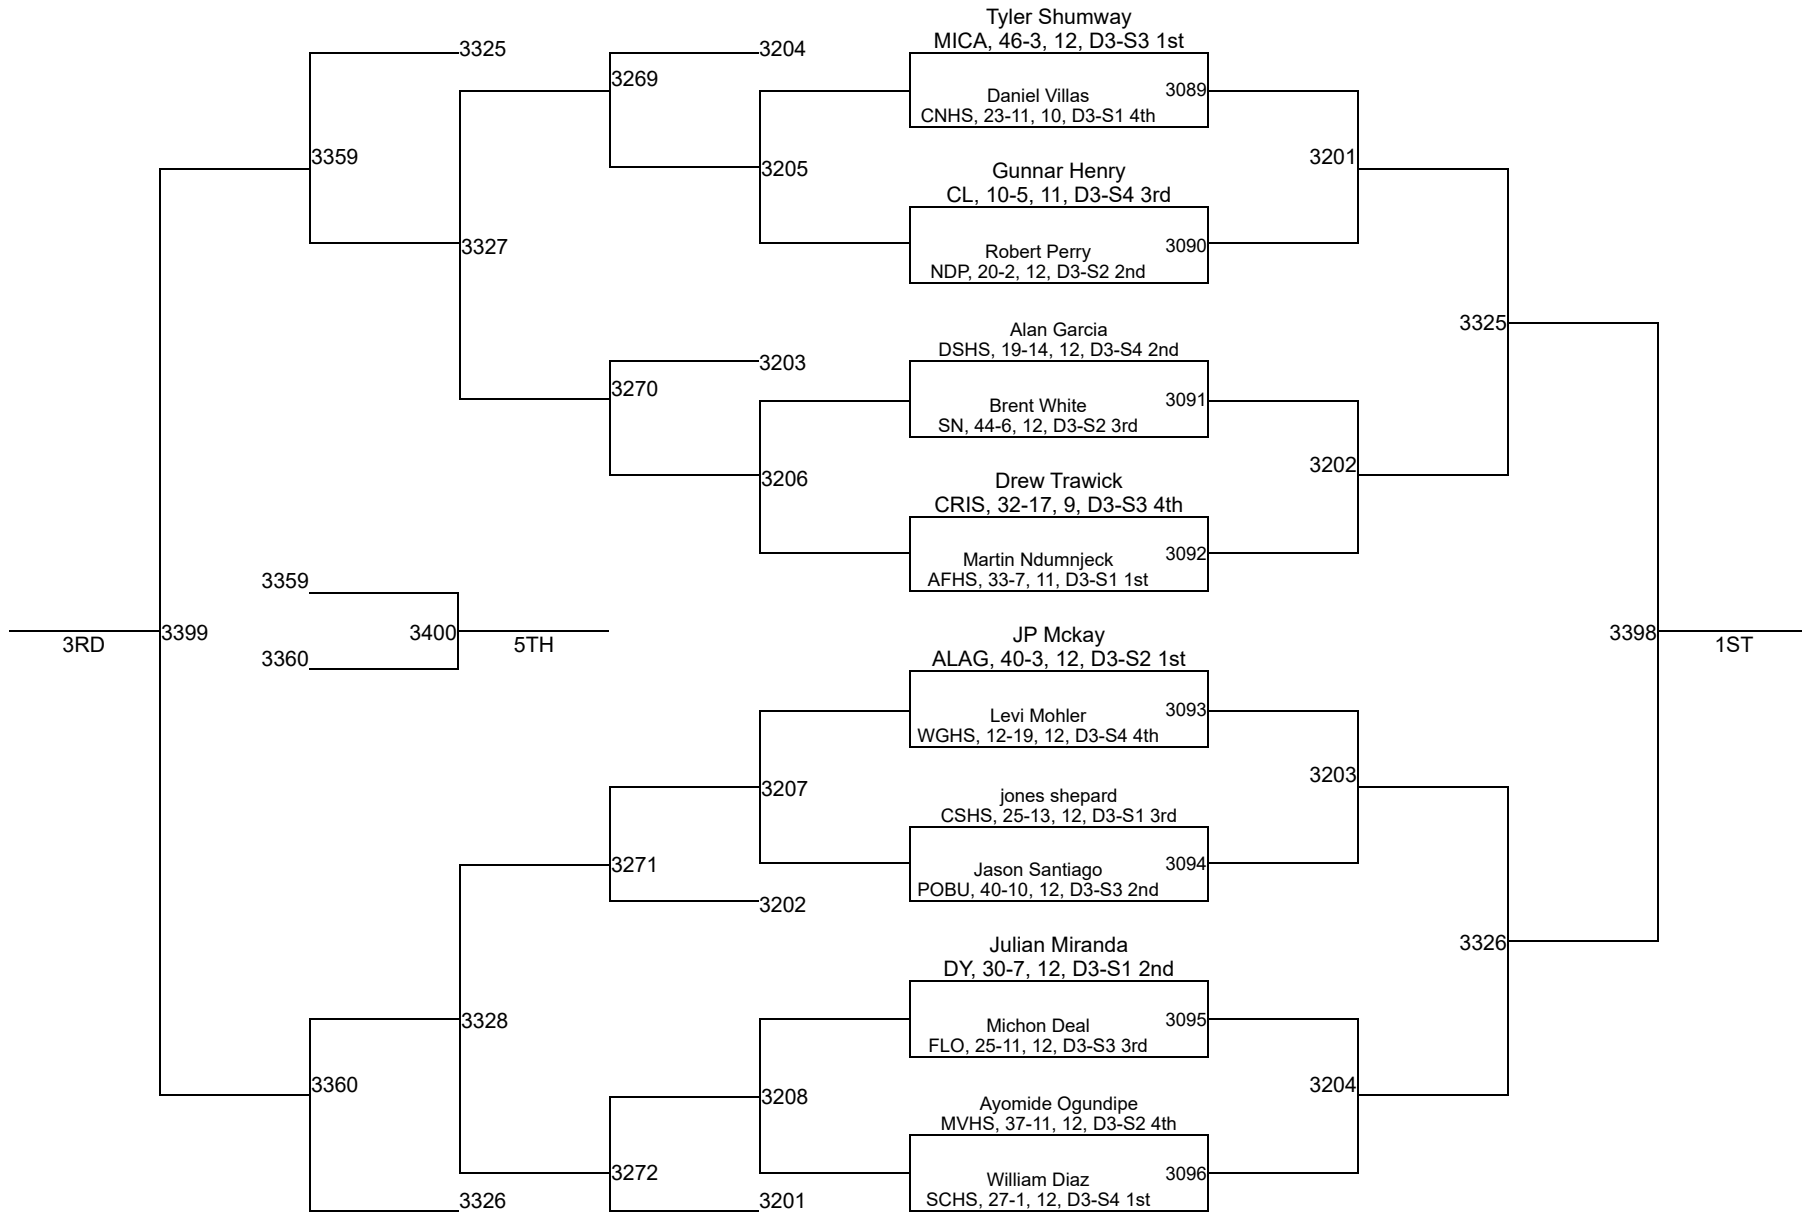 Tyler Shumway
MICA, 46-3, 12, D3-S3 1st
3325
3204
3269
Daniel Villas
3089
CNHS, 23-11, 10, D3-S1 4th
3359
3201
3205
Gunnar Henry
CL, 10-5, 11, D3-S4 3rd
3327
Robert Perry
3090
NDP, 20-2, 12, D3-S2 2nd
Alan Garcia
DSHS, 19-14, 12, D3-S4 2nd
3325
3203
3270
Brent White
3091
SN, 44-6, 12, D3-S2 3rd
3206
3202
Drew Trawick
CRIS, 32-17, 9, D3-S3 4th
Martin Ndumnjeck
3092
AFHS, 33-7, 11, D3-S1 1st
3359
3399
3400
3RD
5TH
3360
JP Mckay
ALAG, 40-3, 12, D3-S2 1st
3398
1ST
Levi Mohler
3093
WGHS, 12-19, 12, D3-S4 4th
3207
3203
jones shepard
CSHS, 25-13, 12, D3-S1 3rd
3271
Jason Santiago
3094
POBU, 40-10, 12, D3-S3 2nd
3202
Julian Miranda
DY, 30-7, 12, D3-S1 2nd
3326
3328
Michon Deal
3095
FLO, 25-11, 12, D3-S3 3rd
3360
3208
3204
Ayomide Ogundipe
MVHS, 37-11, 12, D3-S2 4th
3272
William Diaz
3096
SCHS, 27-1, 12, D3-S4 1st
3326
3201